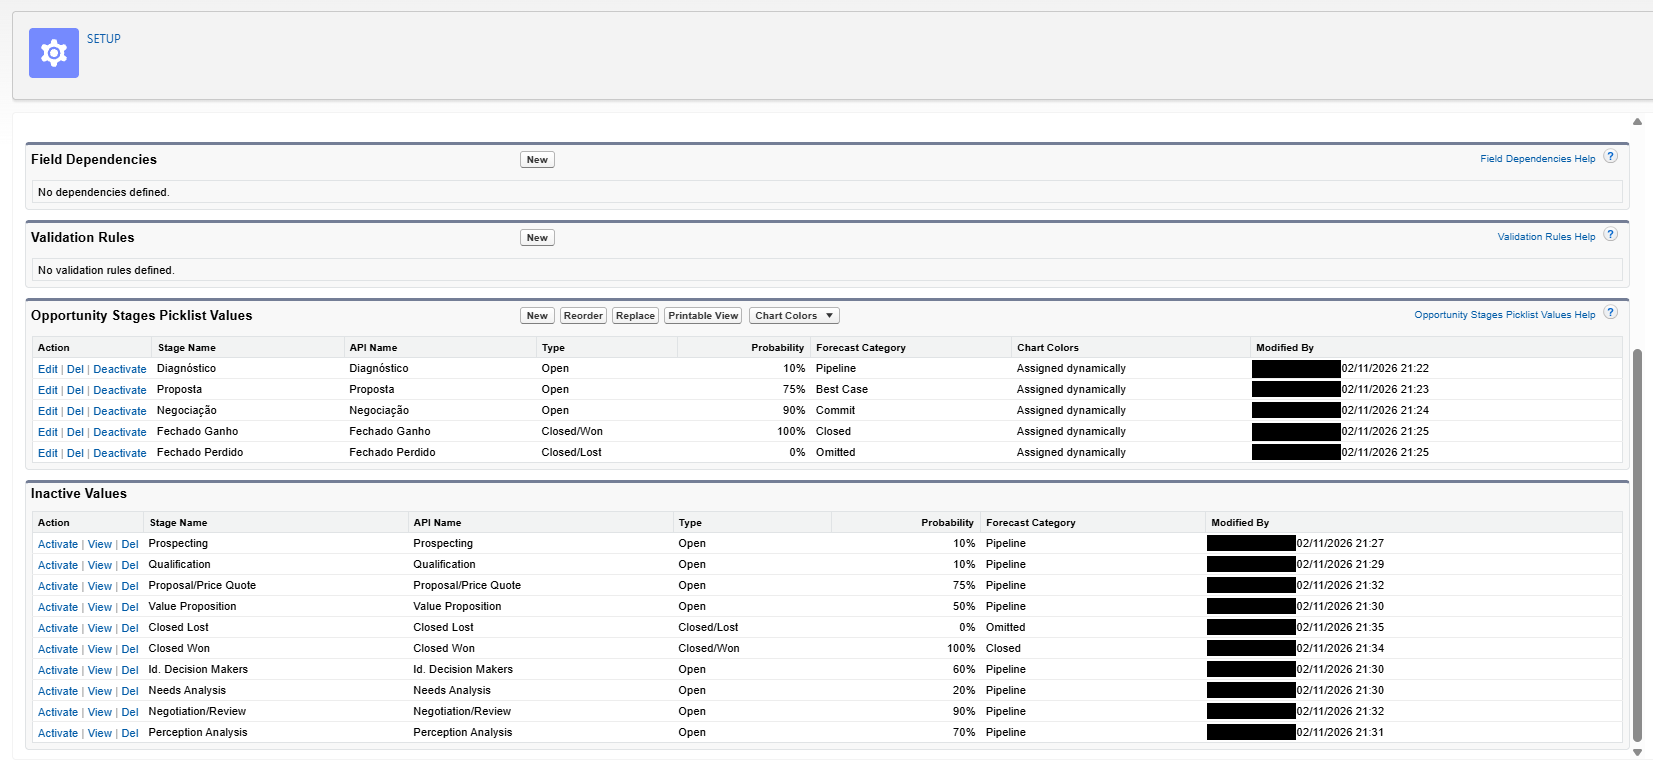 SETUP
Field Dependencies New Field Dependencies Help ?
No dependencies defined.
Validation Rules New Validation Rules Help ?
No validation rules defined.
Opportunity Stages Picklist Values New Reorder Replace Printable View Chart Colors ▼ Opportunity Stages Picklist Values Help ?
Action Stage Name API Name Type Probability Forecast Category Chart Colors Modified By
Edit | Del | Deactivate Diagnóstico Diagnóstico Open 10% Pipeline Assigned dynamically 02/11/2026 21:22
Edit | Del | Deactivate Proposta Proposta Open 75% Best Case Assigned dynamically 02/11/2026 21:23
Edit | Del | Deactivate Negociação Negociação Open 90% Commit Assigned dynamically 02/11/2026 21:24
Edit | Del | Deactivate Fechado Ganho Fechado Ganho Closed/Won 100% Closed Assigned dynamically 02/11/2026 21:25
Edit | Del | Deactivate Fechado Perdido Fechado Perdido Closed/Lost 0% Omitted Assigned dynamically 02/11/2026 21:25
Inactive Values
Action Stage Name API Name Type Probability Forecast Category Modified By
Activate | View | Del Prospecting Prospecting Open 10% Pipeline 02/11/2026 21:27
Activate | View | Del Qualification Qualification Open 10% Pipeline 02/11/2026 21:29
Activate | View | Del Proposal/Price Quote Proposal/Price Quote Open 75% Pipeline 02/11/2026 21:32
Activate | View | Del Value Proposition Value Proposition Open 50% Pipeline 02/11/2026 21:30
Activate | View | Del Closed Lost Closed Lost Closed/Lost 0% Omitted 02/11/2026 21:35
Activate | View | Del Closed Won Closed Won Closed/Won 100% Closed 02/11/2026 21:34
Activate | View | Del Id. Decision Makers Id. Decision Makers Open 60% Pipeline 02/11/2026 21:30
Activate | View | Del Needs Analysis Needs Analysis Open 20% Pipeline 02/11/2026 21:30
Activate | View | Del Negotiation/Review Negotiation/Review Open 90% Pipeline 02/11/2026 21:32
Activate | View | Del Perception Analysis Perception Analysis Open 70% Pipeline 02/11/2026 21:31